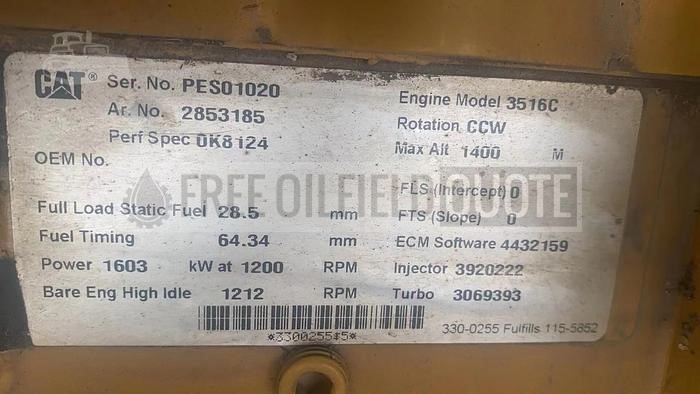 CAT® Ser. No. PES01020
Ar. No. 2853185
Perf Spec 0K8124
OEM No.
Full Load Static Fuel 28.5 mm
Fuel Timing 64.34 mm
Power 1603 kW at 1200 RPM
Bare Eng High Idle 1212 RPM
Engine Model 3516C
Rotation CCW
Max Alt 1400 M
FLS (Intercept) 0
FTS (Slope) 0
ECM Software 4432159
Injector 3920222
Turbo 3069393
FREE OILFIELD QUOTE
*3300255‡5*
330-0255 Fulfills 115-5852